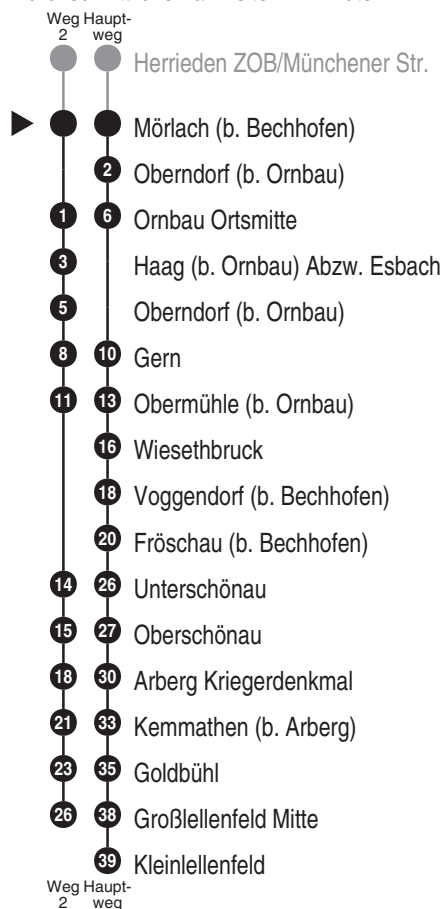 Weg Haupt-
2 weg
Herrieden ZOB/Münchener Str.
Mörlach (b. Bechhofen)
2 Oberndorf (b. Ornbau)
1 6 Ornbau Ortsmitte
3 Haag (b. Ornbau) Abzw. Esbach
5 Oberndorf (b. Ornbau)
8 10 Gern
11 13 Obermühle (b. Ornbau)
16 Wiesethbruck
18 Voggendorf (b. Bechhofen)
20 Fröschau (b. Bechhofen)
14 26 Unterschönau
15 27 Oberschönau
18 30 Arberg Kriegerdenkmal
21 33 Kemmathen (b. Arberg)
23 35 Goldbühl
26 38 Großlellenfeld Mitte
39 Kleinlellenfeld
Weg Haupt-
2 weg